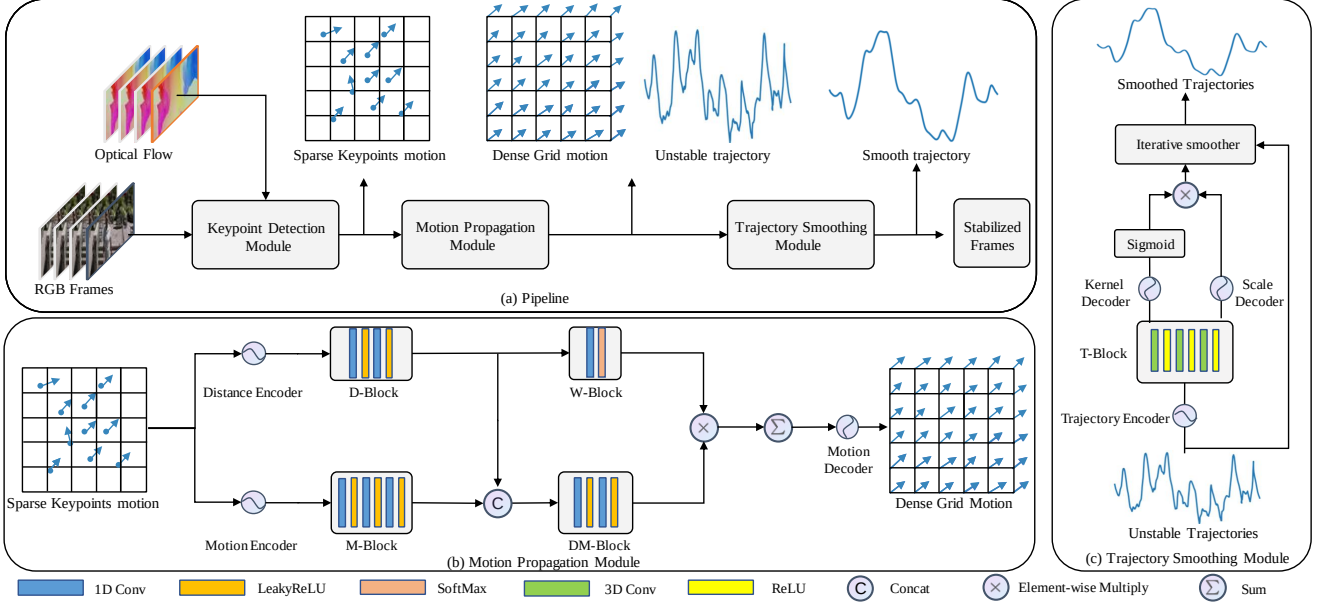 Optical Flow
RGB Frames
Sparse Keypoints motion
Dense Grid motion
Unstable trajectory
Smooth trajectory
Keypoint Detection
Module
Motion Propagation
Module
Trajectory Smoothing
Module
Stabilized
Frames
(a) Pipeline
Sparse Keypoints motion
Distance Encoder
D-Block
W-Block
Motion Encoder
M-Block
C
DM-Block
×
Σ
Motion
Decoder
Dense Grid Motion
(b) Motion Propagation Module
Smoothed Trajectories
Iterative smoother
×
Sigmoid
Kernel
Decoder
Scale
Decoder
T-Block
Trajectory Encoder
Unstable Trajectories
(c) Trajectory Smoothing Module
1D Conv
LeakyReLU
SoftMax
3D Conv
ReLU
C Concat
× Element-wise Multiply
Σ Sum